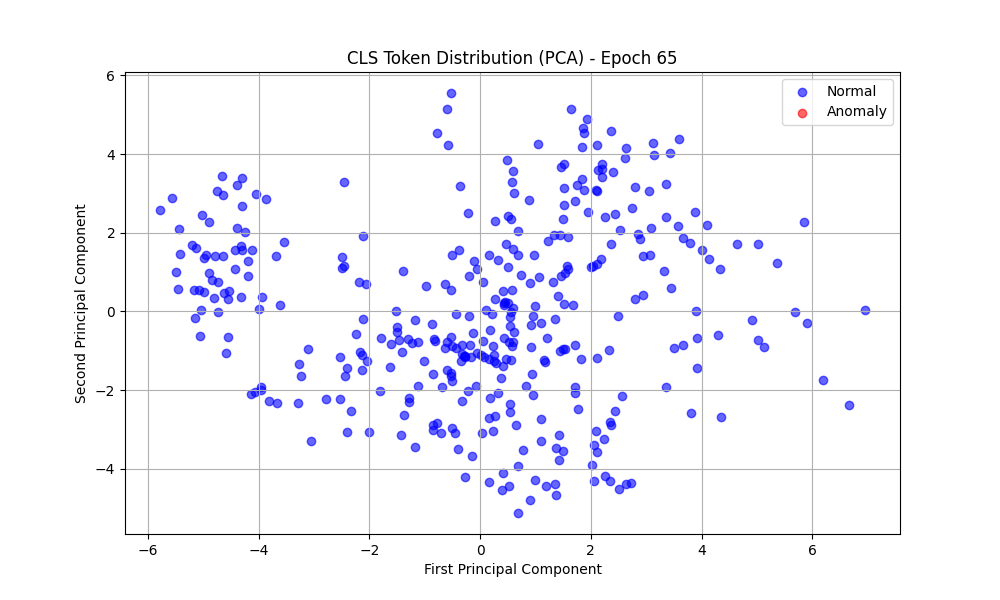 CLS Token Distribution (PCA) - Epoch 65
Normal
Anomaly
6
4
2
0
−2
−4
Second Principal Component
−6
−4
−2
0
2
4
6
First Principal Component